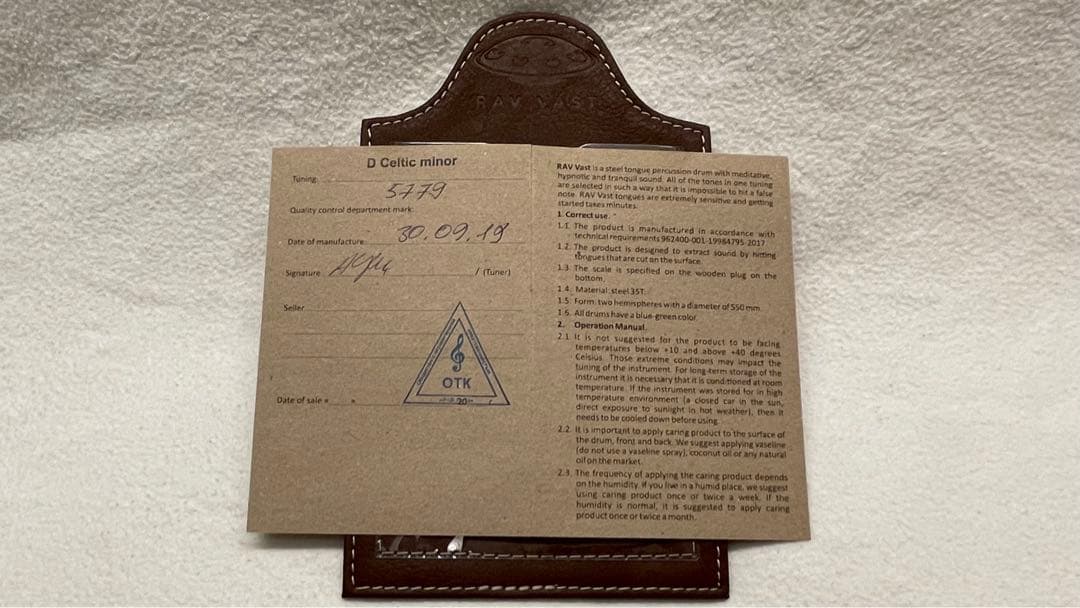 RAV VAST
D Celtic minor
Tuning
5779
Quality control department mark:
Date of manufacture 30.09.19
Signature / (Tuner)
Seller
OTK
20
Date of sale «
RAV Vast is a steel tongue percussion drum with meditative,
hypnotic and tranquil sound. All of the tones in one tuning
are selected in such a way that it is impossible to hit a false
note. RAV Vast tongues are extremely sensitive and getting
started takes minutes.
1. Correct use.
1.1. The product is manufactured in accordance with
technical requirements 962400-001-19984795-2017
1.2. The product is designed to extract sound by hitting
tongues that are cut on the surface.
1.3. The scale is specified on the wooden plug on the
bottom.
1.4. Material: steel 35T.
1.5. Form: two hemispheres with a diameter of 550 mm
1.6. All drums have a blue-green color.
2. Operation Manual.
2.1. It is not suggested for the product to be facing
temperatures below +10 and above +40 degrees
Celsius. Those extreme conditions may impact the
tuning of the instrument. For long-term storage of the
instrument it is necessary that it is conditioned at room
temperature. If the instrument was stored for in high
temperature environment (a closed car in the sun,
direct exposure to sunlight in hot weather), then it
needs to be cooled down before using.
2.2. It is important to apply caring product to the surface of
the drum, front and back. We suggest applying vaseline
(do not use a vaseline spray), coconut oil or any natural
oil on the market.
2.3. The frequency of applying the caring product depends
on the humidity. If you live in a humid place, we suggest
using caring product once or twice a week. If the
humidity is normal, it is suggested to apply caring
product once or twice a month.